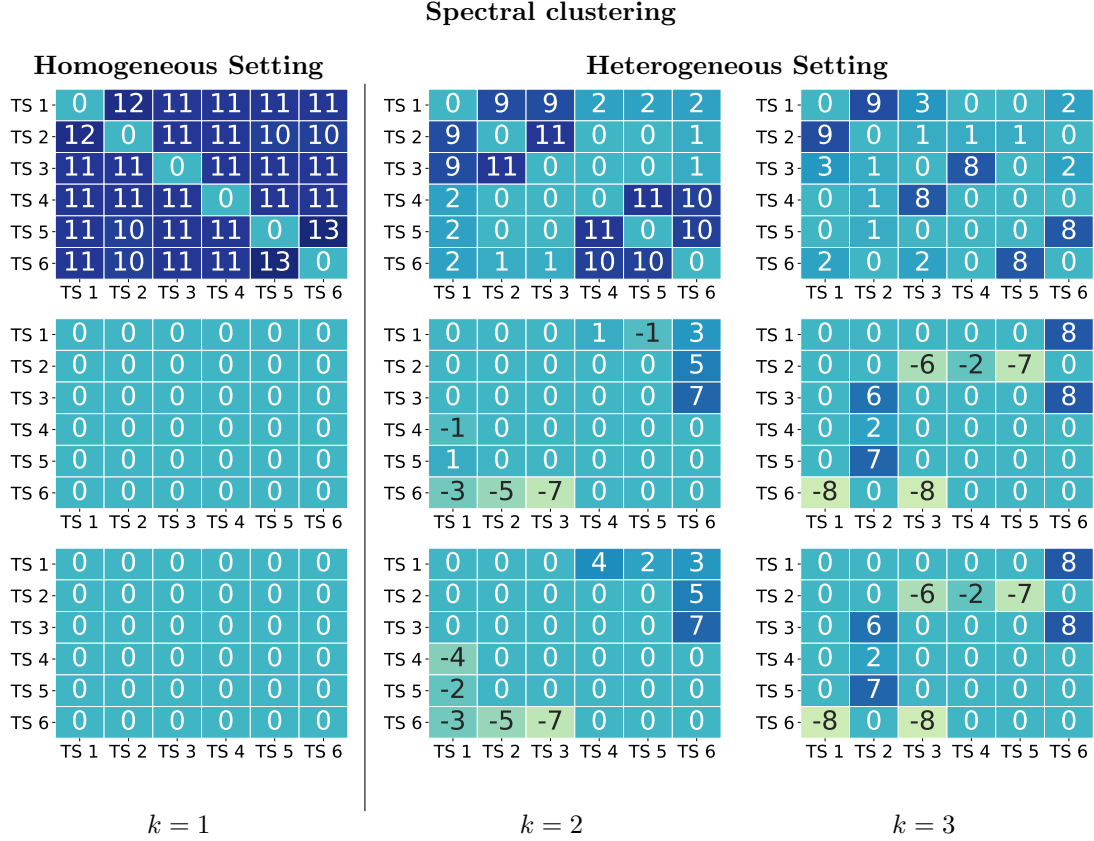 Spectral clustering
Homogeneous Setting Heterogeneous Setting
TS 1 0 12 11 11 11 11 TS 1 0 9 9 2 2 2 TS 1 0 9 3 0 0 2
TS 2 12 0 11 11 10 10 TS 2 9 0 11 0 0 1 TS 2 9 0 1 1 1 0
TS 3 11 11 0 11 11 11 TS 3 9 11 0 0 0 1 TS 3 3 1 0 8 0 2
TS 4 11 11 11 0 11 11 TS 4 2 0 0 0 11 10 TS 4 0 1 8 0 0 0
TS 5 11 10 11 11 0 13 TS 5 2 0 0 11 0 10 TS 5 0 1 0 0 0 8
TS 6 11 10 11 11 13 0 TS 6 2 1 1 10 10 0 TS 6 2 0 2 0 8 0
TS 1 TS 2 TS 3 TS 4 TS 5 TS 6 TS 1 TS 2 TS 3 TS 4 TS 5 TS 6 TS 1 TS 2 TS 3 TS 4 TS 5 TS 6
TS 1 0 0 0 0 0 0 TS 1 0 0 0 1 -1 3 TS 1 0 0 0 0 0 8
TS 2 0 0 0 0 0 0 TS 2 0 0 0 0 0 5 TS 2 0 0 -6 -2 -7 0
TS 3 0 0 0 0 0 0 TS 3 0 0 0 0 0 7 TS 3 0 6 0 0 0 8
TS 4 0 0 0 0 0 0 TS 4 -1 0 0 0 0 0 TS 4 0 2 0 0 0 0
TS 5 0 0 0 0 0 0 TS 5 1 0 0 0 0 0 TS 5 0 7 0 0 0 0
TS 6 0 0 0 0 0 0 TS 6 -3 -5 -7 0 0 0 TS 6 -8 0 -8 0 0 0
TS 1 TS 2 TS 3 TS 4 TS 5 TS 6 TS 1 TS 2 TS 3 TS 4 TS 5 TS 6 TS 1 TS 2 TS 3 TS 4 TS 5 TS 6
TS 1 0 0 0 0 0 0 TS 1 0 0 0 4 2 3 TS 1 0 0 0 0 0 8
TS 2 0 0 0 0 0 0 TS 2 0 0 0 0 0 5 TS 2 0 0 -6 -2 -7 0
TS 3 0 0 0 0 0 0 TS 3 0 0 0 0 0 7 TS 3 0 6 0 0 0 8
TS 4 0 0 0 0 0 0 TS 4 -4 0 0 0 0 0 TS 4 0 2 0 0 0 0
TS 5 0 0 0 0 0 0 TS 5 -2 0 0 0 0 0 TS 5 0 7 0 0 0 0
TS 6 0 0 0 0 0 0 TS 6 -3 -5 -7 0 0 0 TS 6 -8 0 -8 0 0 0
TS 1 TS 2 TS 3 TS 4 TS 5 TS 6 TS 1 TS 2 TS 3 TS 4 TS 5 TS 6 TS 1 TS 2 TS 3 TS 4 TS 5 TS 6
k = 1 k = 2 k = 3